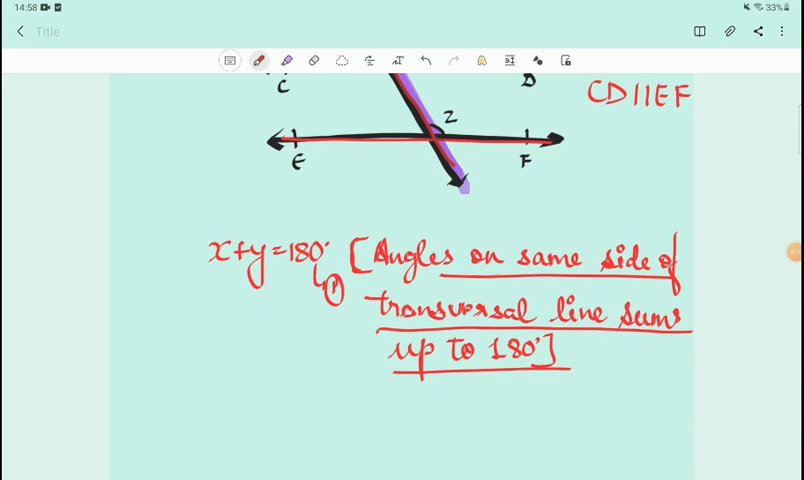 14:58
33%
Title
C
D
CD||EF
z
E
F
x+y=180° [Angles on same side of
①
transversal line sums
up to 180°]